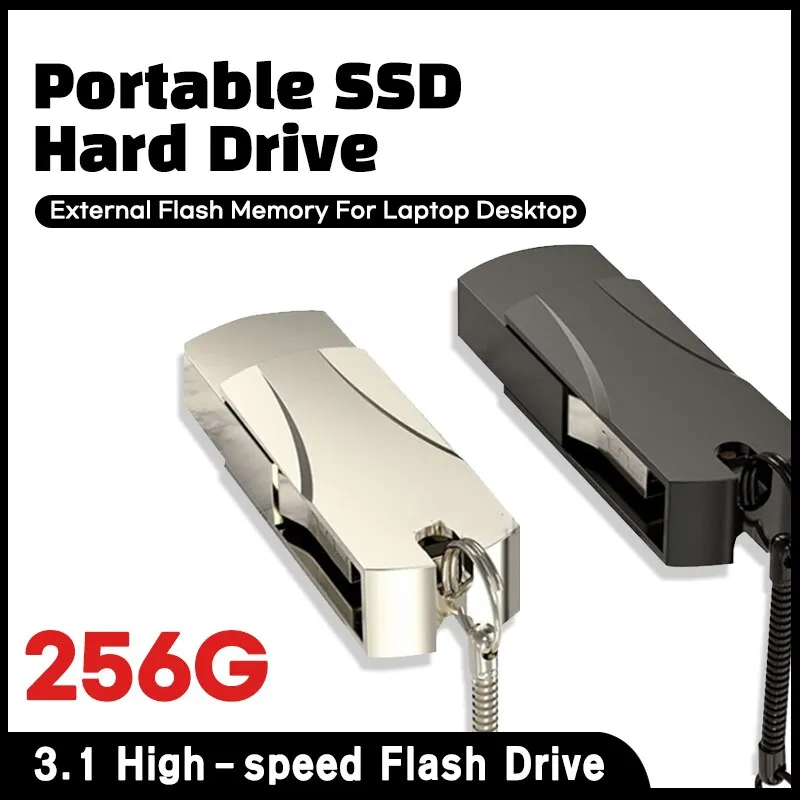 Portable SSD
Hard Drive
External Flash Memory For Laptop Desktop
256G
3.1 High-speed Flash Drive